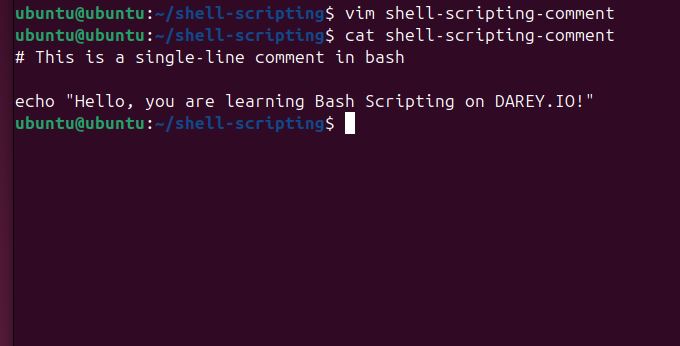 ubuntu@ubuntu:~/shell-scripting$ vim shell-scripting-comment
ubuntu@ubuntu:~/shell-scripting$ cat shell-scripting-comment
# This is a single-line comment in bash
echo "Hello, you are learning Bash Scripting on DAREY.IO!"
ubuntu@ubuntu:~/shell-scripting$